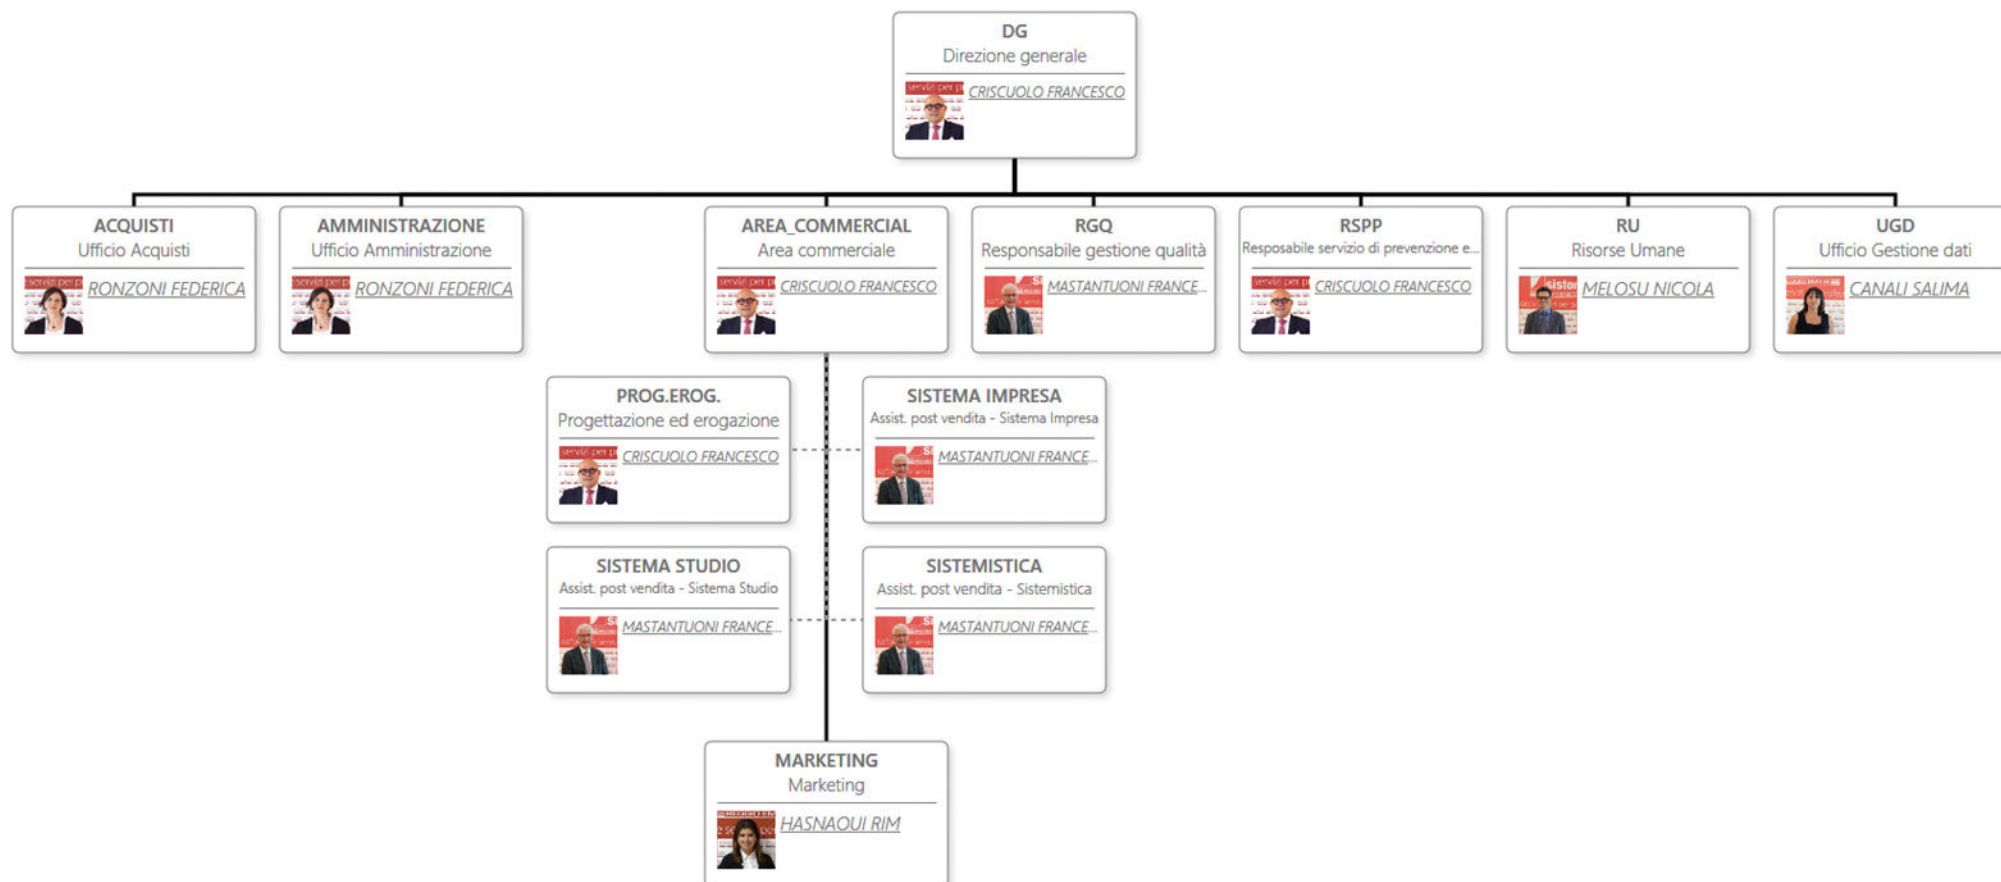 DG
Direzione generale
CRISCUOLO FRANCESCO
ACQUISTI
Ufficio Acquisti
RONZONI FEDERICA
AMMINISTRAZIONE
Ufficio Amministrazione
RONZONI FEDERICA
AREA_COMMERCIAL
Area commerciale
CRISCUOLO FRANCESCO
RGQ
Responsabile gestione qualità
MASTANTUONI FRANCE...
RSPP
Resposabile servizio di prevenzione e...
CRISCUOLO FRANCESCO
RU
Risorse Umane
MELOSU NICOLA
UGD
Ufficio Gestione dati
CANALI SALIMA
PROG.EROG.
Progettazione ed erogazione
CRISCUOLO FRANCESCO
SISTEMA IMPRESA
Assist. post vendita - Sistema Impresa
MASTANTUONI FRANCE...
SISTEMA STUDIO
Assist. post vendita - Sistema Studio
MASTANTUONI FRANCE...
SISTEMISTICA
Assist. post vendita - Sistemistica
MASTANTUONI FRANCE...
MARKETING
Marketing
HASNAOUI RIM